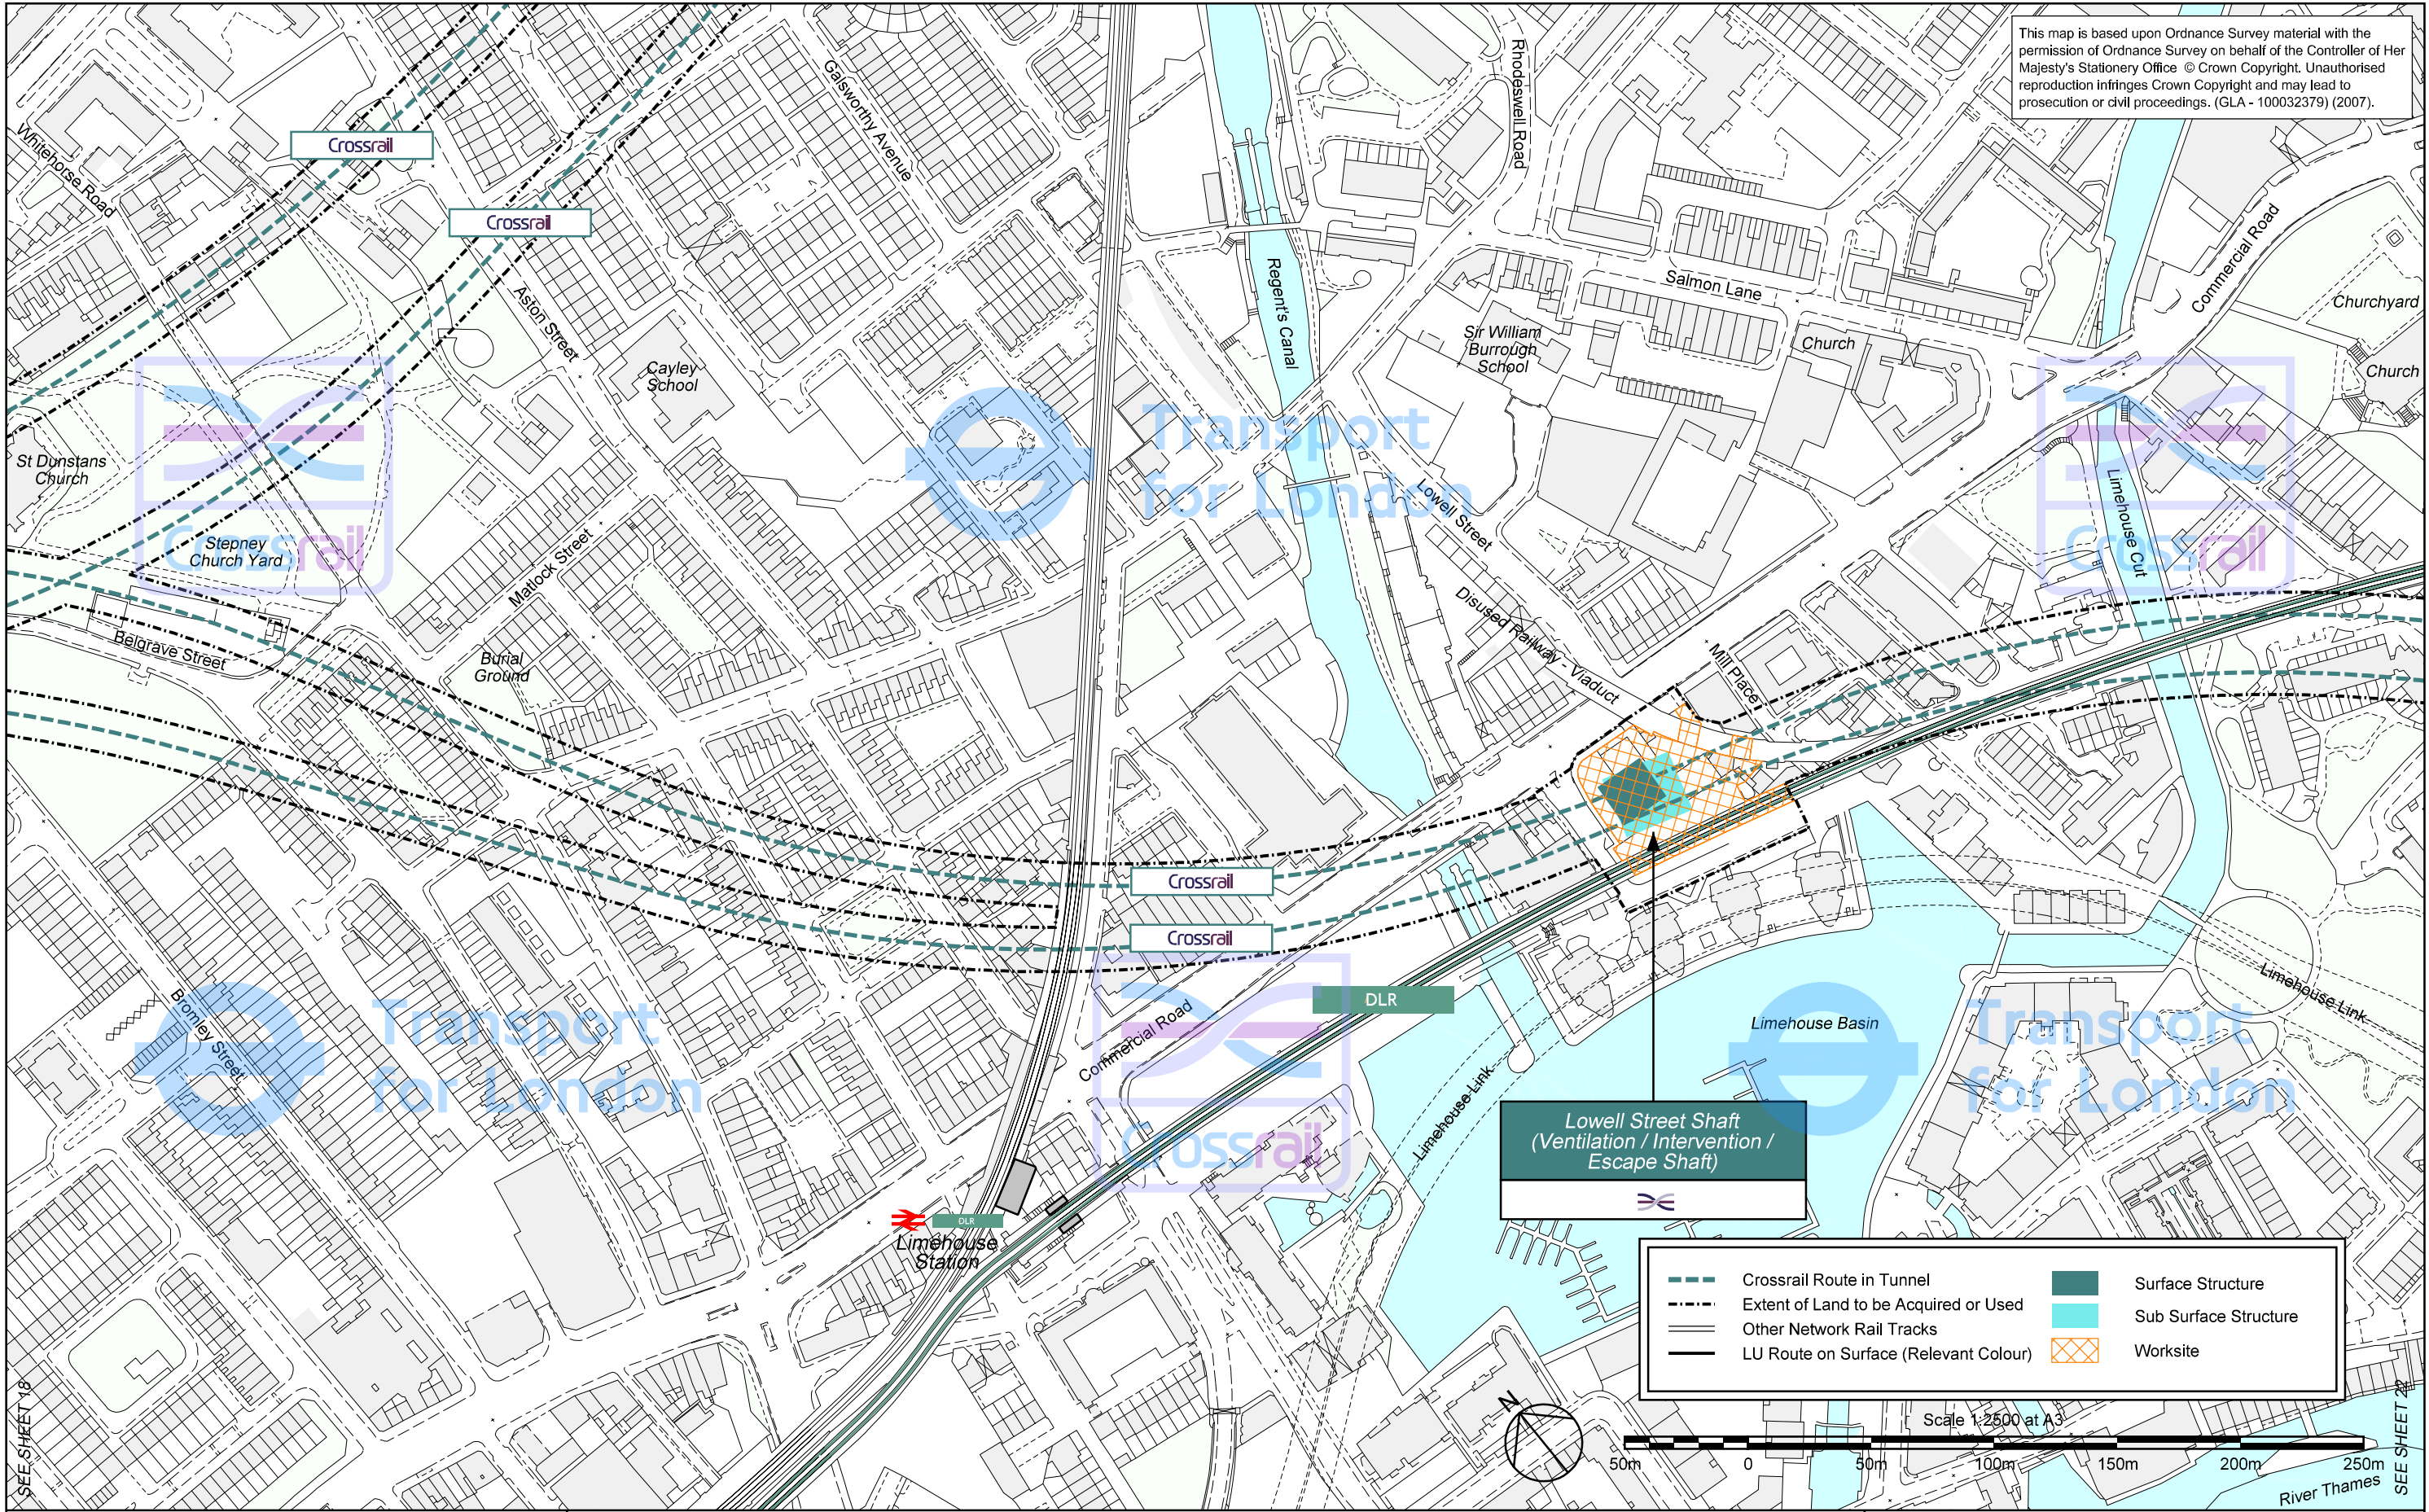 This map is based upon Ordnance Survey material with the
permission of Ordnance Survey on behalf of the Controller of Her
Majesty's Stationery Office © Crown Copyright. Unauthorised
reproduction infringes Crown Copyright and may lead to
prosecution or civil proceedings. (GLA - 100032379) (2007).
Whitehorse Road
Crossrail
Crossrail
Galsworthy Avenue
Rhodeswell Road
Regent's Canal
Salmon Lane
Commercial Road
Churchyard
Church
Church
Sir William
Burrough
School
Aston Street
Cayley
School
St Dunstans
Church
Stepney
Church Yard
Crossrail
Transport
for London
Crossrail
Lowell Street
Limehouse Cut
Matlock Street
Belgrave Street
Burial
Ground
Disused Railway - Viaduct
Mill Place
Crossrail
Crossrail
DLR
Bromley Street
Transport
for London
Commercial Road
Crossrail
Limehouse Link
Limehouse Basin
Transport
for London
Limehouse Link
Lowell Street Shaft
(Ventilation / Intervention /
Escape Shaft)
DLR
Limehouse
Station
Crossrail Route in Tunnel
Extent of Land to be Acquired or Used
Other Network Rail Tracks
LU Route on Surface (Relevant Colour)
Surface Structure
Sub Surface Structure
Worksite
N
Scale 1:2500 at A3
50m
0
50m
100m
150m
200m
250m
River Thames
SEE SHEET 18
SEE SHEET 22